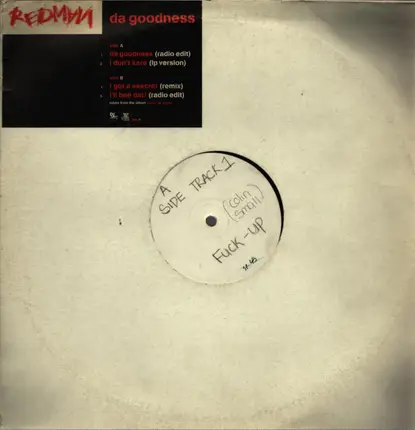 REDMAN
da goodness
side A
da goodness (radio edit)
i don't kare (lp version)
side B
i got a seecret (remix)
i'll bee dat! (radio edit)
A
SIDE TRACK 1
(COLIN
SMALL)
FUCK-UP